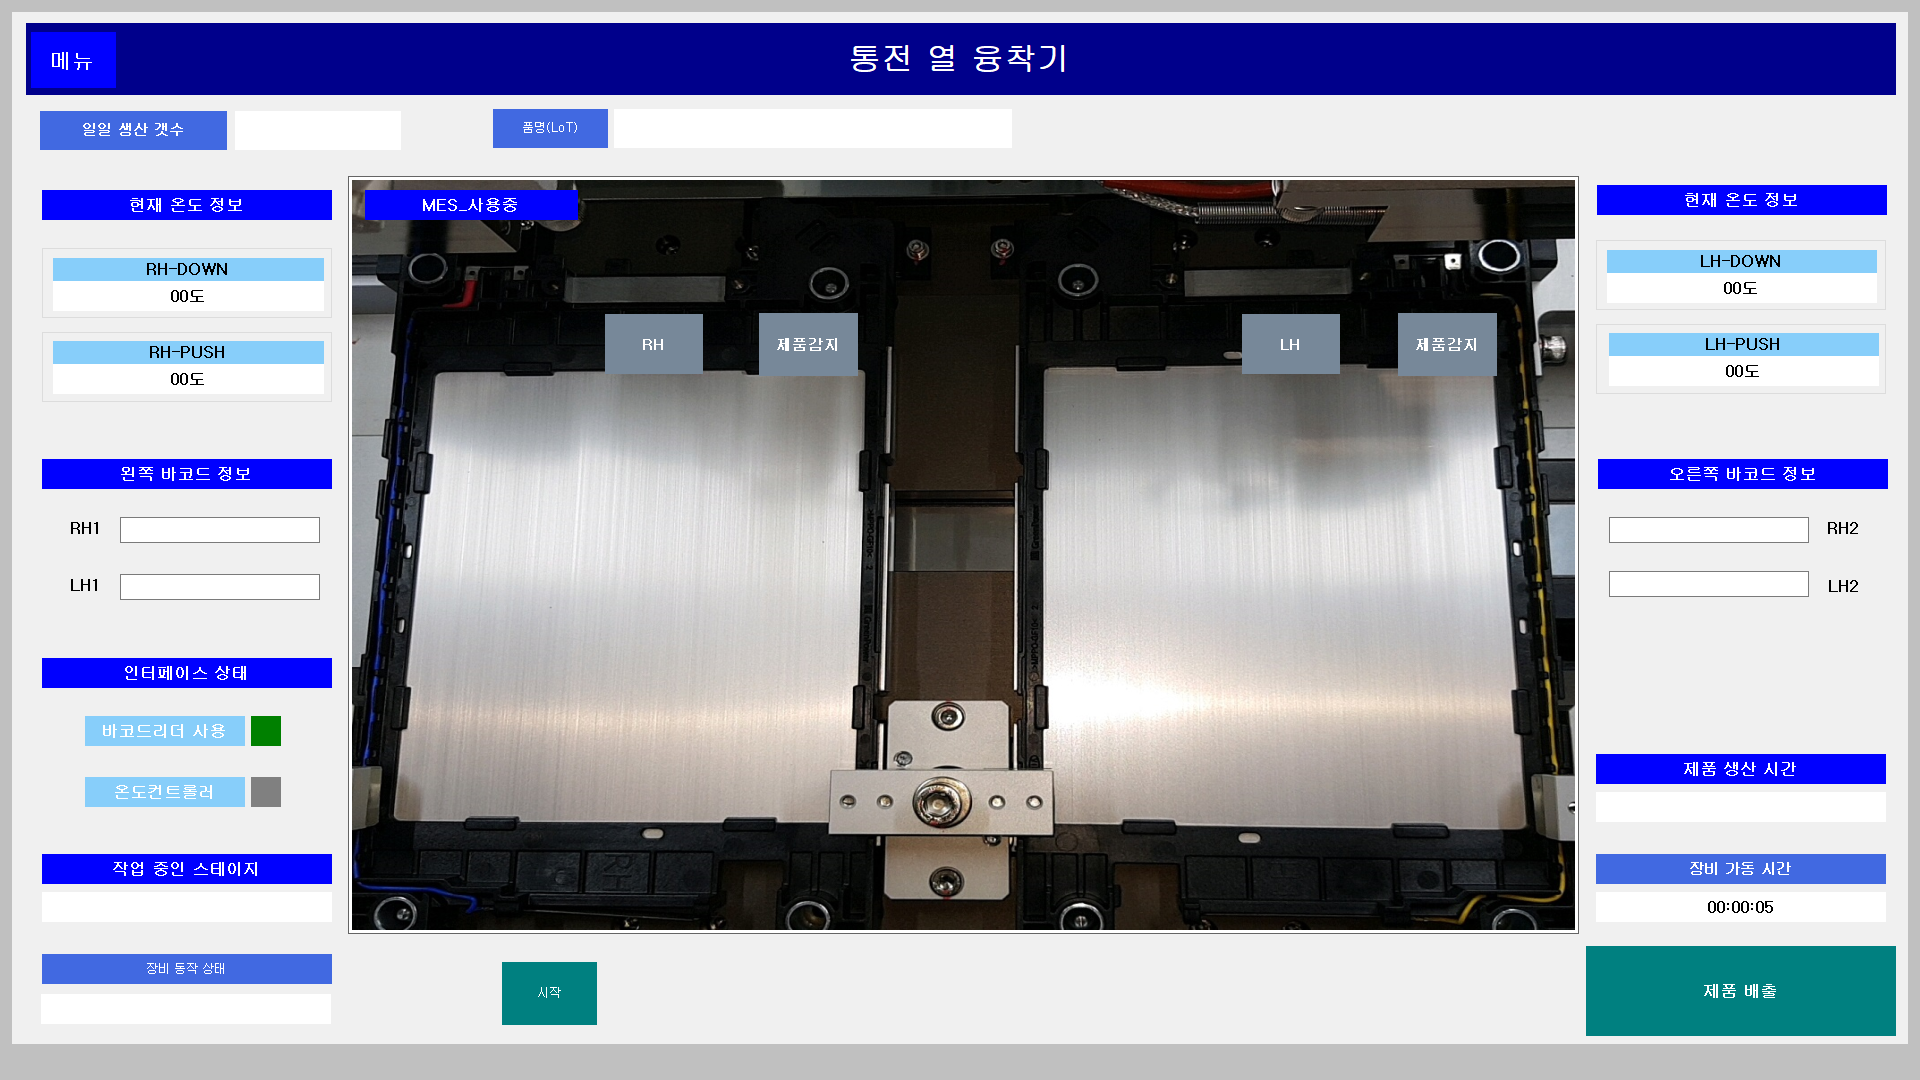 메뉴
통전 열 융착기
일일 생산 갯수
품명(LoT)
현재 온도 정보
MES_사용중
현재 온도 정보
RH-DOWN
00도
LH-DOWN
00도
RH-PUSH
00도
LH-PUSH
00도
RH
제품감지
LH
제품감지
왼쪽 바코드 정보
오른쪽 바코드 정보
RH1
RH2
LH1
LH2
인터페이스 상태
바코드리더 사용
온도컨트롤러
제품 생산 시간
작업 중인 스테이지
장비 가동 시간
00:00:05
장비 동작 상태
시작
제품 배출